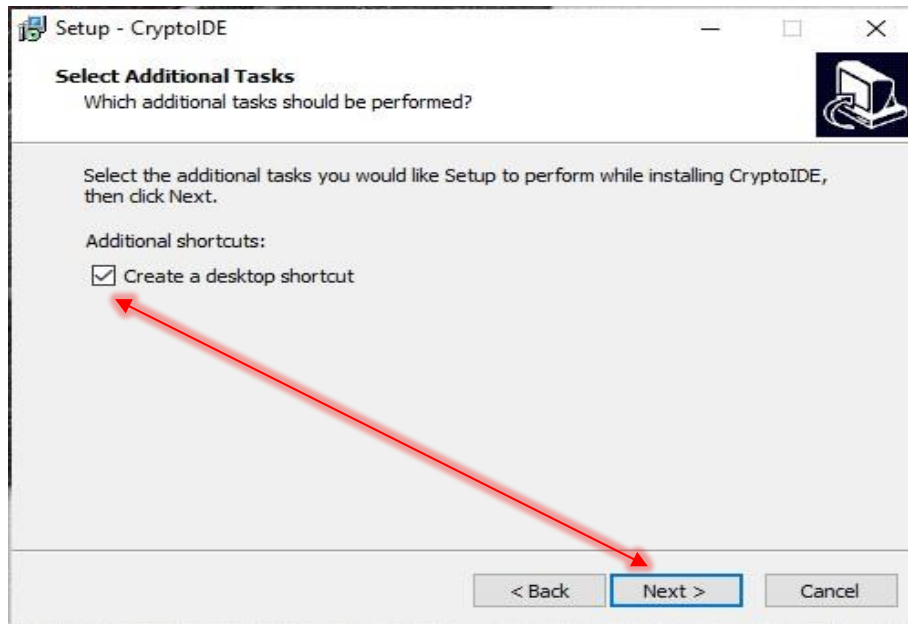 Setup - CryptoIDE
Select Additional Tasks
Which additional tasks should be performed?
Select the additional tasks you would like Setup to perform while installing CryptoIDE,
then click Next.
Additional shortcuts:
Create a desktop shortcut
< Back Next > Cancel